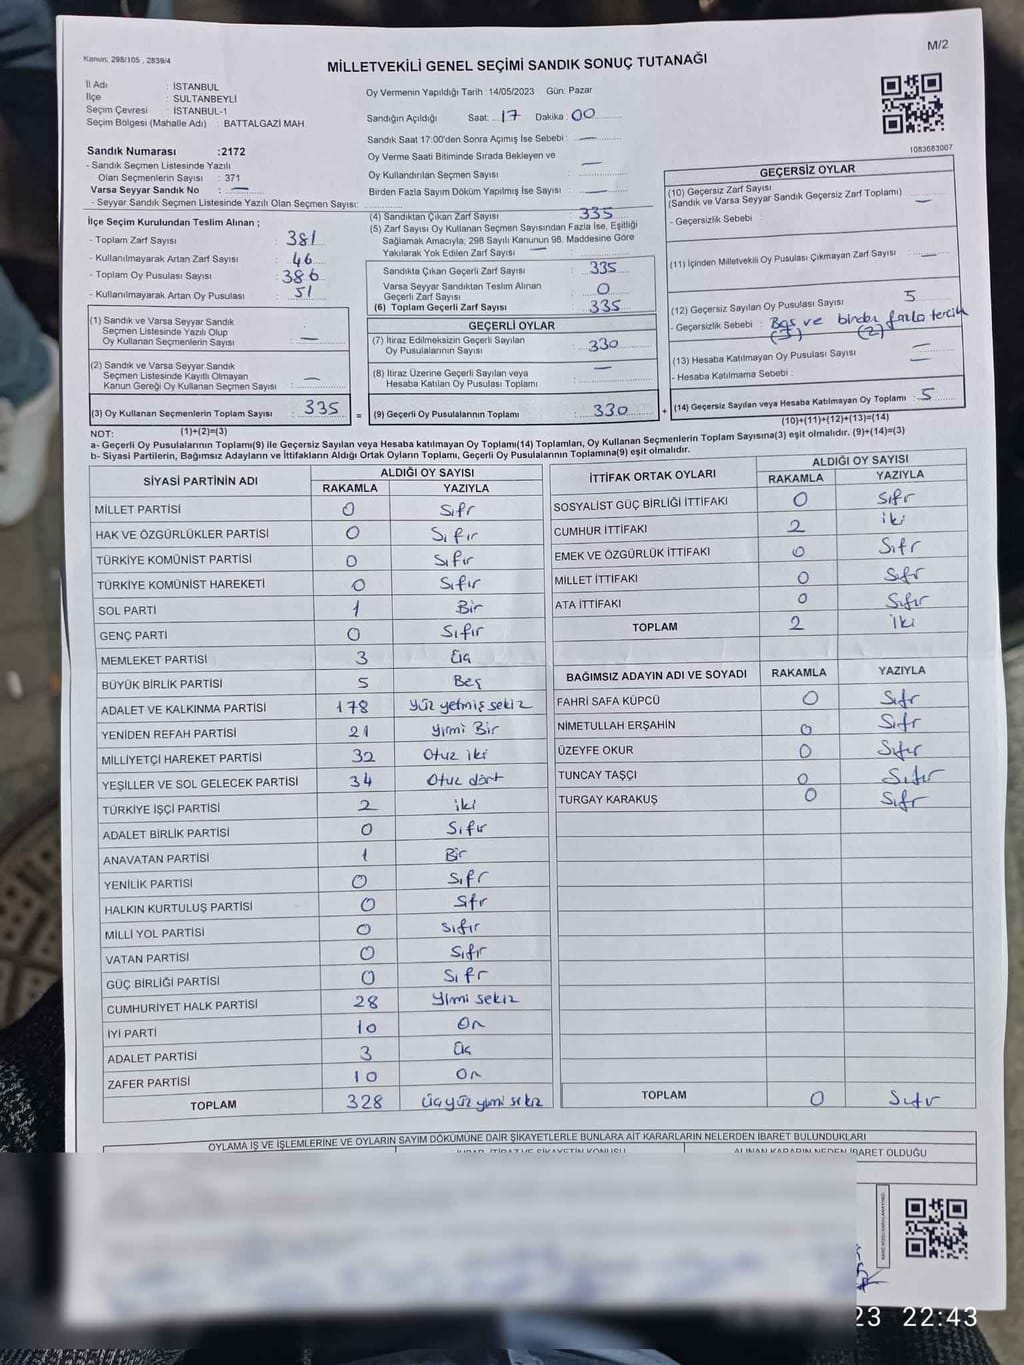 Kanun, 298/105 , 2839/4
M/2
MİLLETVEKİLİ GENEL SEÇİMİ SANDIK SONUÇ TUTANAĞI
İl Adı : İSTANBUL
İlçe : SULTANBEYLİ
Seçim Çevresi : İSTANBUL-1
Seçim Bölgesi (Mahalle Adı) : BATTALGAZİ MAH.
Oy Vermenin Yapıldığı Tarih :14/05/2023 Gün: Pazar
Sandığın Açıldığı Saat: 17 Dakika: 00
Sandık Saat 17:00'den Sonra Açımış İse Sebebi : —
Oy Verme Saati Bitiminde Sırada Bekleyen ve
Oy Kullandırılan Seçmen Sayısı : —
Birden Fazla Sayım Döküm Yapılmış İse Sayısı : —
1083683007
Sandık Numarası :2172
- Sandık Seçmen Listesinde Yazılı
Olan Seçmenlerin Sayısı : 371
Varsa Seyyar Sandık No : —
- Seyyar Sandık Seçmen Listesinde Yazılı Olan Seçmen Sayısı:
İlçe Seçim Kurulundan Teslim Alınan ;
- Toplam Zarf Sayısı : 381
- Kullanılmayarak Artan Zarf Sayısı : 46
- Toplam Oy Pusulası Sayısı : 386
- Kullanılmayarak Artan Oy Pusulası : 51
(1) Sandık ve Varsa Seyyar Sandık
Seçmen Listesinde Yazılı Olup
Oy Kullanan Seçmenlerin Sayısı : —
(2) Sandık ve Varsa Seyyar Sandık
Seçmen Listesinde Kayıtlı Olmayan
Kanun Gereği Oy Kullanan Seçmen Sayısı : —
(3) Oy Kullanan Seçmenlerin Toplam Sayısı : 335 =
(1)+(2)=(3)
(4) Sandıktan Çıkan Zarf Sayısı : 335
(5) Zarf Sayısı Oy Kullanan Seçmen Sayısından Fazla İse, Eşitliği
Sağlamak Amacıyla; 298 Sayılı Kanunun 98. Maddesine Göre
Yakılarak Yok Edilen Zarf Sayısı : —
Sandıkta Çıkan Geçerli Zarf Sayısı : 335
Varsa Seyyar Sandıktan Teslim Alınan
Geçerli Zarf Sayısı : 0
(6) Toplam Geçerli Zarf Sayısı : 335
GEÇERLİ OYLAR
(7) İtiraz Edilmeksizin Geçerli Sayılan
Oy Pusulalarının Sayısı : 330
(8) İtiraz Üzerine Geçerli Sayılan veya
Hesaba Katılan Oy Pusulası Toplamı : —
(9) Geçerli Oy Pusulalarının Toplamı : 330 +
GEÇERSİZ OYLAR
(10) Geçersiz Zarf Sayısı
(Sandık ve Varsa Seyyar Sandık Geçersiz Zarf Toplamı) : —
- Geçersizlik Sebebi :
(11) İçinden Milletvekili Oy Pusulası Çıkmayan Zarf Sayısı : —
(12) Geçersiz Sayılan Oy Pusulası Sayısı : 5
- Geçersizlik Sebebi : Boş ve birden fazla tercih
(3) (2)
(13) Hesaba Katılmayan Oy Pusulası Sayısı : —
- Hesaba Katılmama Sebebi :
(14) Geçersiz Sayılan veya Hesaba Katılmayan Oy Toplamı : 5
(10)+(11)+(12)+(13)=(14)
NOT:
a- Geçerli Oy Pusulalarının Toplamı(9) ile Geçersiz Sayılan veya Hesaba katılmayan Oy Toplamı(14) Toplamları, Oy Kullanan Seçmenlerin Toplam Sayısına(3) eşit olmalıdır. (9)+(14)=(3)
b- Siyasi Partilerin, Bağımsız Adayların ve İttifakların Aldığı Ortak Oyların Toplamı, Geçerli Oy Pusulalarının Toplamına(9) eşit olmalıdır.
SİYASİ PARTİNİN ADI ALDIĞI OY SAYISI
RAKAMLA YAZIYLA
MİLLET PARTİSİ 0 Sıfır
HAK VE ÖZGÜRLÜKLER PARTİSİ 0 Sıfır
TÜRKİYE KOMÜNİST PARTİSİ 0 Sıfır
TÜRKİYE KOMÜNİST HAREKETİ 0 Sıfır
SOL PARTİ 1 Bir
GENÇ PARTİ 0 Sıfır
MEMLEKET PARTİSİ 3 Üç
BÜYÜK BİRLİK PARTİSİ 5 Beş
ADALET VE KALKINMA PARTİSİ 178 Yüz yetmiş sekiz
YENİDEN REFAH PARTİSİ 21 Yirmi Bir
MİLLİYETÇİ HAREKET PARTİSİ 32 Otuz iki
YEŞİLLER VE SOL GELECEK PARTİSİ 34 Otuz dört
TÜRKİYE İŞÇİ PARTİSİ 2 iki
ADALET BİRLİK PARTİSİ 0 Sıfır
ANAVATAN PARTİSİ 1 Bir
YENİLİK PARTİSİ 0 Sıfır
HALKIN KURTULUŞ PARTİSİ 0 Sıfır
MİLLİ YOL PARTİSİ 0 Sıfır
VATAN PARTİSİ 0 Sıfır
GÜÇ BİRLİĞİ PARTİSİ 0 Sıfır
CUMHURİYET HALK PARTİSİ 28 Yirmi sekiz
İYİ PARTİ 10 On
ADALET PARTİSİ 3 Üç
ZAFER PARTİSİ 10 On
TOPLAM 328 Üçyüz yirmi sekiz
İTTİFAK ORTAK OYLARI ALDIĞI OY SAYISI
RAKAMLA YAZIYLA
SOSYALİST GÜÇ BİRLİĞİ İTTİFAKI 0 Sıfır
CUMHUR İTTİFAKI 2 iki
EMEK VE ÖZGÜRLÜK İTTİFAKI 0 Sıfır
MİLLET İTTİFAKI 0 Sıfır
ATA İTTİFAKI 0 Sıfır
TOPLAM 2 iki
BAĞIMSIZ ADAYIN ADI VE SOYADI RAKAMLA YAZIYLA
FAHRİ SAFA KÜPCÜ 0 Sıfır
NİMETULLAH ERŞAHİN 0 Sıfır
ÜZEYFE OKUR 0 Sıfır
TUNCAY TAŞÇI 0 Sıfır
TURGAY KARAKUŞ 0 Sıfır
TOPLAM 0 Sıfır
OYLAMA İŞ VE İŞLEMLERİNE VE OYLARIN SAYIM DÖKÜMÜNE DAİR ŞİKAYETLERLE BUNLARA AİT KARARLARIN NELERDEN İBARET BULUNDUKLARI
ALINAN KARARIN NEDEN İBARET OLDUĞU
23 22:43